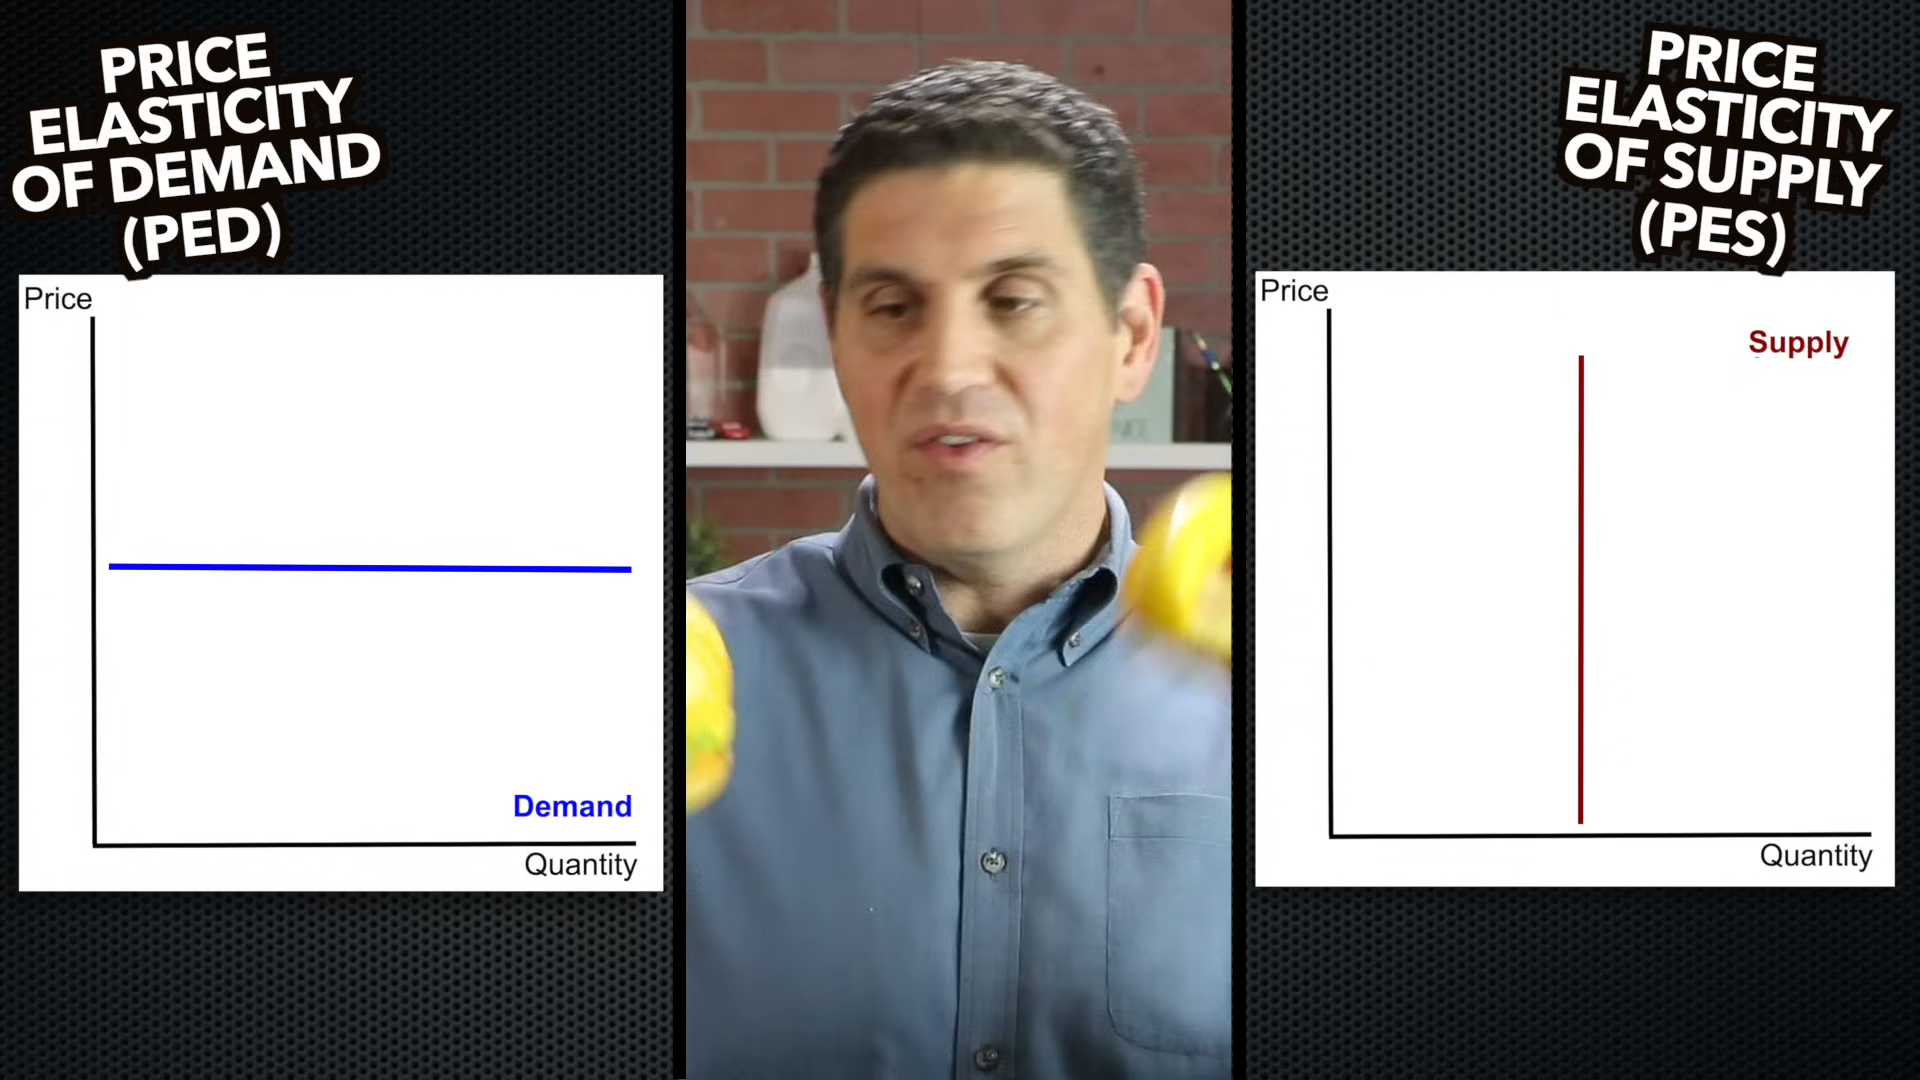 PRICE
ELASTICITY
OF DEMAND
(PED)
Price
Demand
Quantity
PRICE
ELASTICITY
OF SUPPLY
(PES)
Price
Supply
Quantity